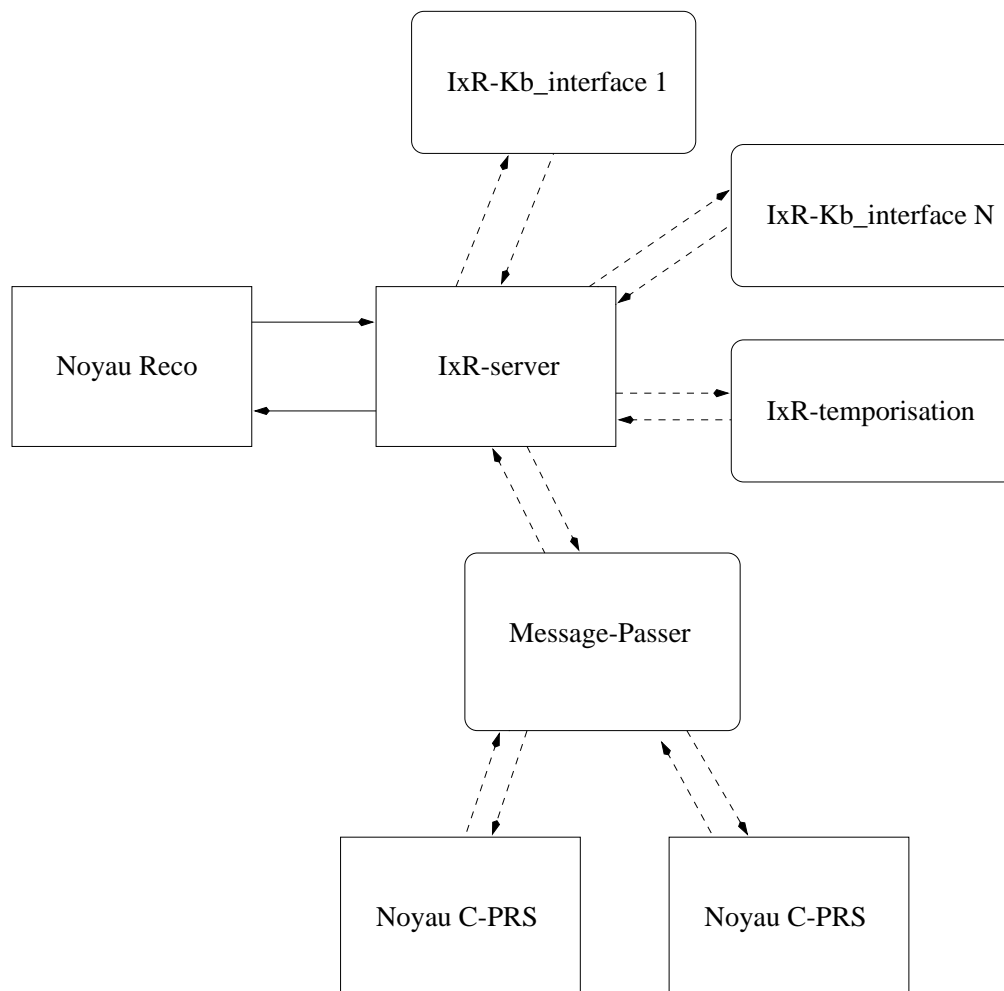 IxR-Kb_interface 1
IxR-Kb_interface N
Noyau Reco
IxR-server
IxR-temporisation
Message-Passer
Noyau C-PRS
Noyau C-PRS